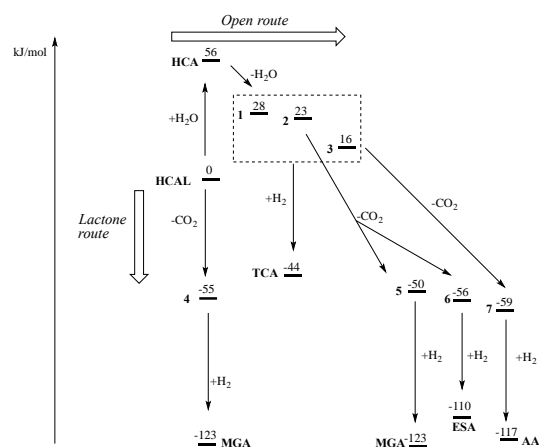 Open route
kJ/mol
56
HCA
-H₂O
28
1
23
2
+H₂O
16
3
0
HCAL
+H₂
Lactone
route
-CO₂
-CO₂
-CO₂
-44
TCA
-55
4
-50
5
-56
6
-59
7
+H₂
+H₂
+H₂
+H₂
-110
ESA
-123
MGA
MGA
-123
-117
AA